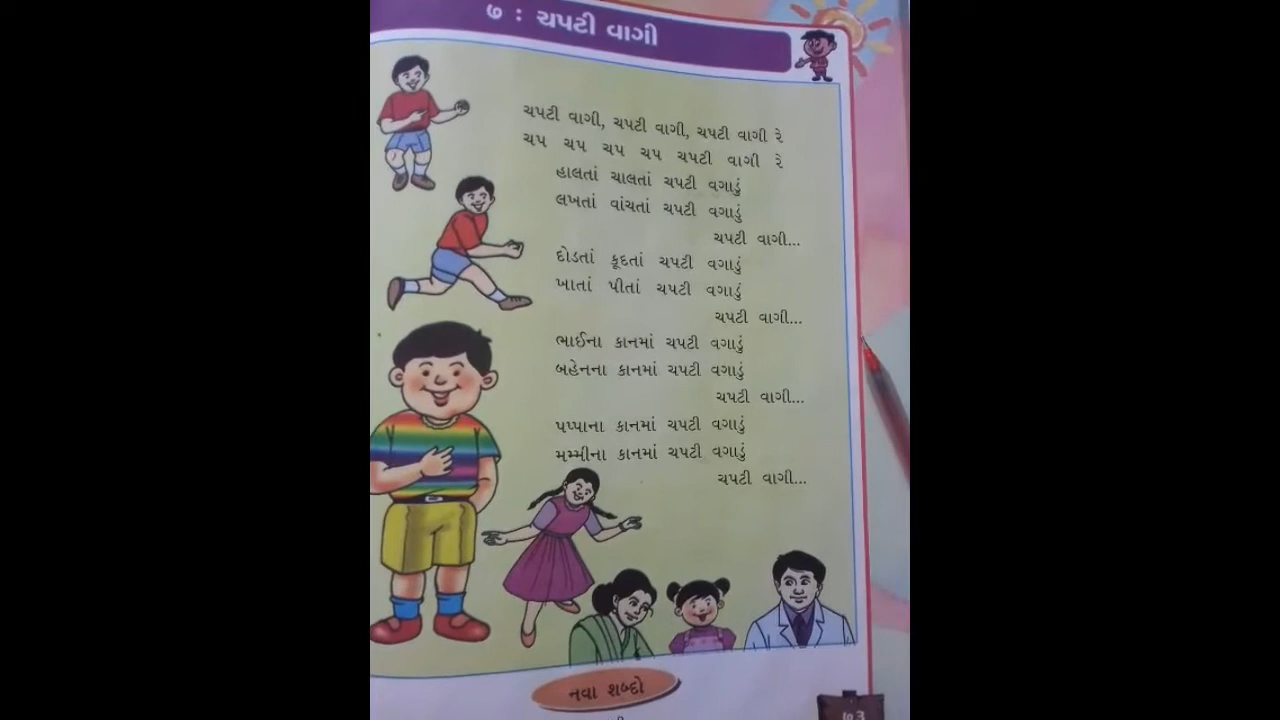 ૭ : ચપટી વાગી
ચપટી વાગી, ચપટી વાગી, ચપટી વાગી રે
ચપ ચપ ચપ ચપ ચપટી વાગી રે
હાલતાં ચાલતાં ચપટી વગાડું
લખતાં વાંચતાં ચપટી વગાડું
ચપટી વાગી...
દોડતાં કૂદતાં ચપટી વગાડું
ખાતાં પીતાં ચપટી વગાડું
ચપટી વાગી...
ભાઈના કાનમાં ચપટી વગાડું
બહેનના કાનમાં ચપટી વગાડું
ચપટી વાગી...
પપ્પાના કાનમાં ચપટી વગાડું
મમ્મીના કાનમાં ચપટી વગાડું
ચપટી વાગી...
નવા શબ્દો
૭૩